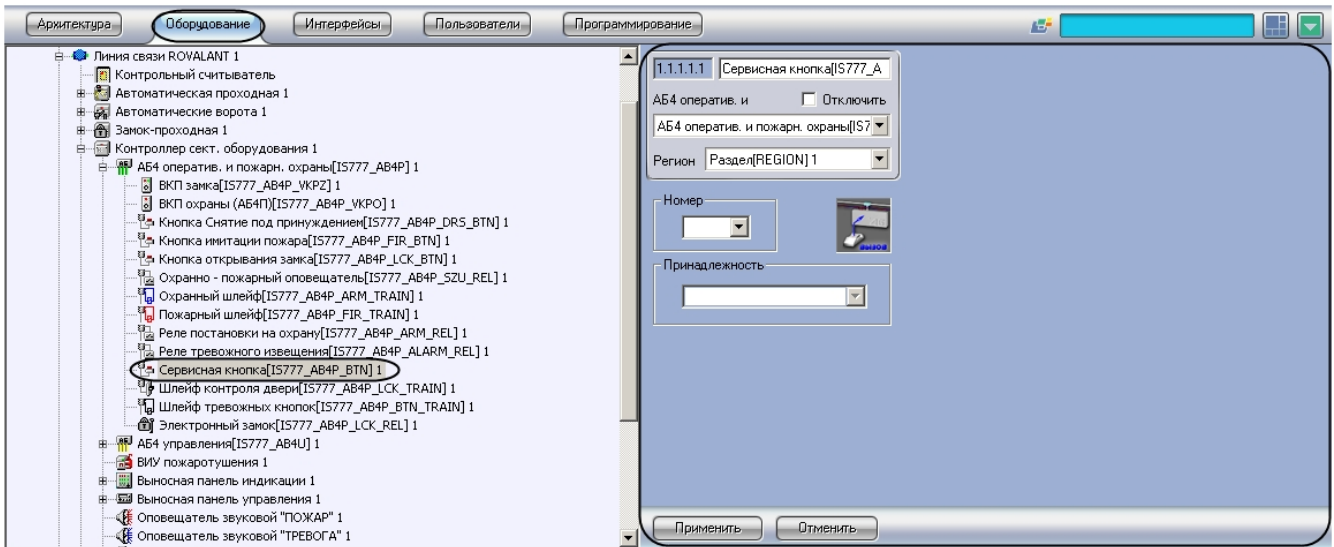 Архитектура Оборудование Интерфейсы Пользователи Программирование
Линия связи ROVALANT 1
Контрольный считыватель
Автоматическая проходная 1
Автоматические ворота 1
Замок-проходная 1
Контроллер сект. оборудования 1
АБ4 оператив. и пожарн. охраны[IS777_AB4P] 1
ВКП замка[IS777_AB4P_VKPZ] 1
ВКП охраны (АБ4П)[IS777_AB4P_VKPO] 1
Кнопка Снятие под принуждением[IS777_AB4P_DRS_BTN] 1
Кнопка имитации пожара[IS777_AB4P_FIR_BTN] 1
Кнопка открывания замка[IS777_AB4P_LCK_BTN] 1
Охранно - пожарный оповещатель[IS777_AB4P_SZU_REL] 1
Охранный шлейф[IS777_AB4P_ARM_TRAIN] 1
Пожарный шлейф[IS777_AB4P_FIR_TRAIN] 1
Реле постановки на охрану[IS777_AB4P_ARM_REL] 1
Реле тревожного извещения[IS777_AB4P_ALARM_REL] 1
Сервисная кнопка[IS777_AB4P_BTN] 1
Шлейф контроля двери[IS777_AB4P_LCK_TRAIN] 1
Шлейф тревожных кнопок[IS777_AB4P_BTN_TRAIN] 1
Электронный замок[IS777_AB4P_LCK_REL] 1
АБ4 управления[IS777_AB4U] 1
ВИУ пожаротушения 1
Выносная панель индикации 1
Выносная панель управления 1
Оповещатель звуковой "ПОЖАР" 1
Оповещатель звуковой "ТРЕВОГА" 1
1.1.1.1.1 Сервисная кнопка[IS777_A
АБ4 оператив. и Отключить
АБ4 оператив. и пожарн. охраны[IS7
Регион Раздел[REGION] 1
Номер
вызов
Принадлежность
Применить Отменить